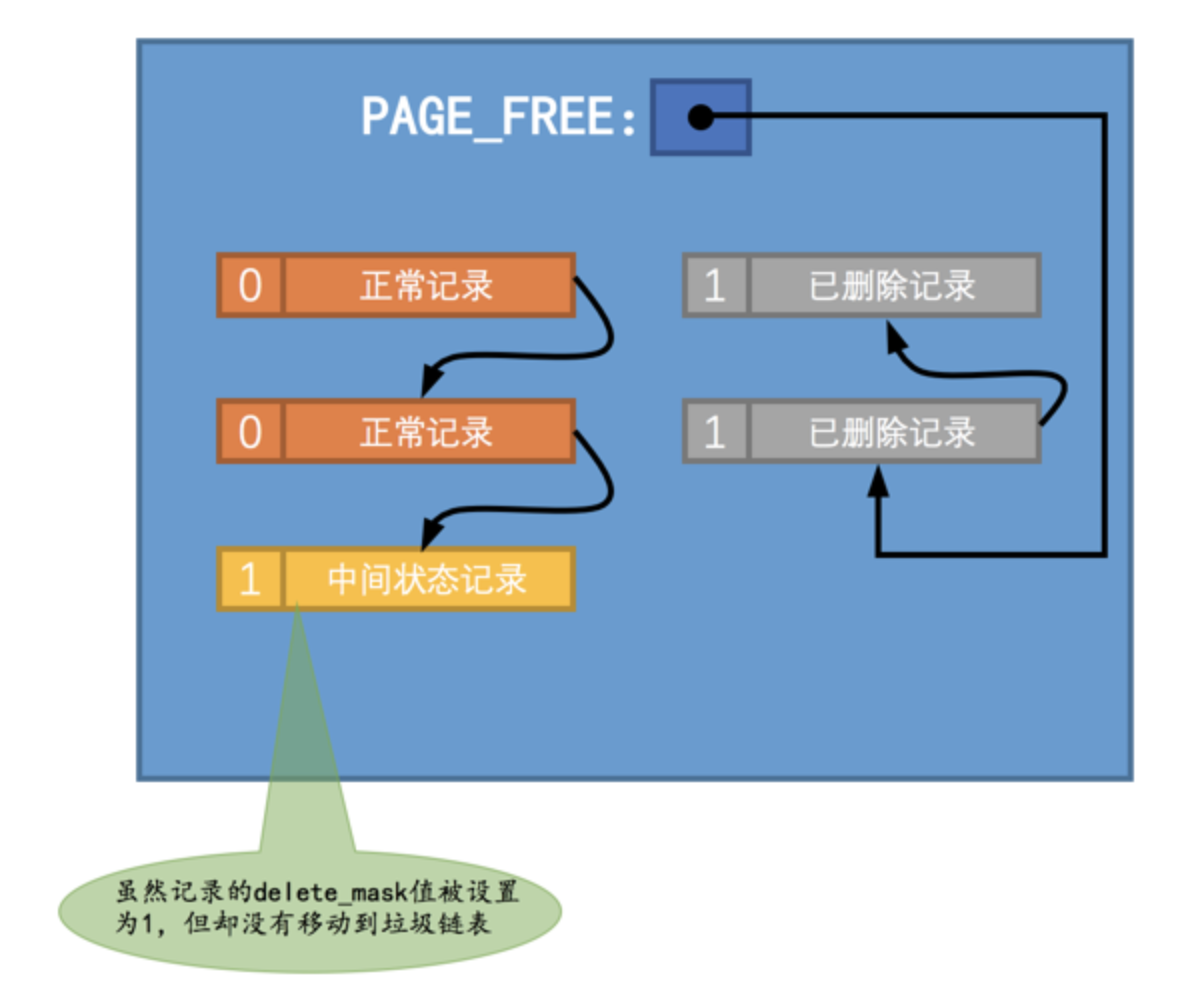 PAGE_FREE:
0 正常记录
1 已删除记录
0 正常记录
1 已删除记录
1 中间状态记录
虽然记录的delete_mask值被设置
为1，但却没有移动到垃圾链表